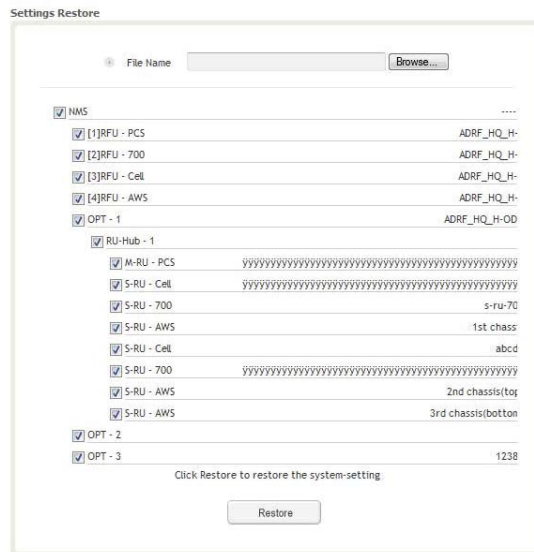 Settings Restore
File Name Browse...
NMS ----
[1]RFU - PCS ADRF_HQ_H-
[2]RFU - 700 ADRF_HQ_H-
[3]RFU - Cell ADRF_HQ_H-
[4]RFU - AWS ADRF_HQ_H-
OPT - 1 ADRF_HQ_H-OD
RU-Hub - 1
M-RU - PCS
S-RU - Cell
S-RU - 700 s-ru-70
S-RU - AWS 1st chass
S-RU - Cell abcd
S-RU - 700
S-RU - AWS 2nd chassis(top
S-RU - AWS 3rd chassis(botton
OPT - 2
OPT - 3 1238
Click Restore to restore the system-setting
Restore